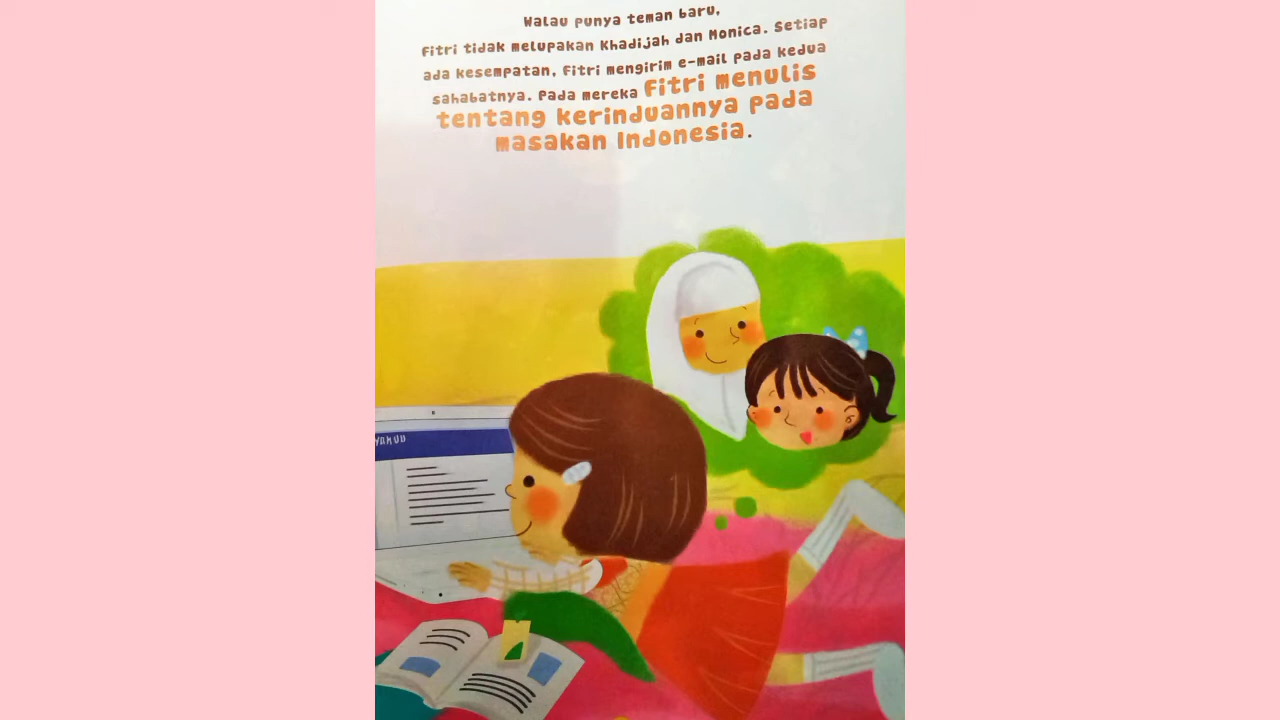 Walau punya teman baru,
Fitri tidak melupakan Khadijah dan Monica. Setiap
ada kesempatan, Fitri mengirim e-mail pada kedua
sahabatnya. Pada mereka Fitri menulis
tentang kerinduannya pada
masakan Indonesia.